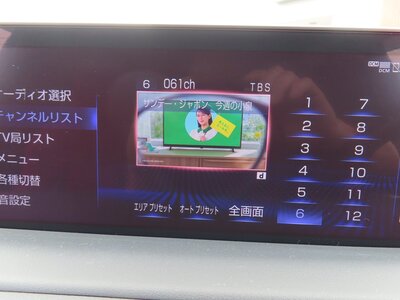 DCM
6 061ch TBS
サンデー・ジャポン 今週の小泉
ーディオ選択
チャンネルリスト
TV局リスト
メニュー
各種切替
音設定
1 7
2 8
3 9
4 10
5 11
6 12
d
エリアプリセット オートプリセット 全画面